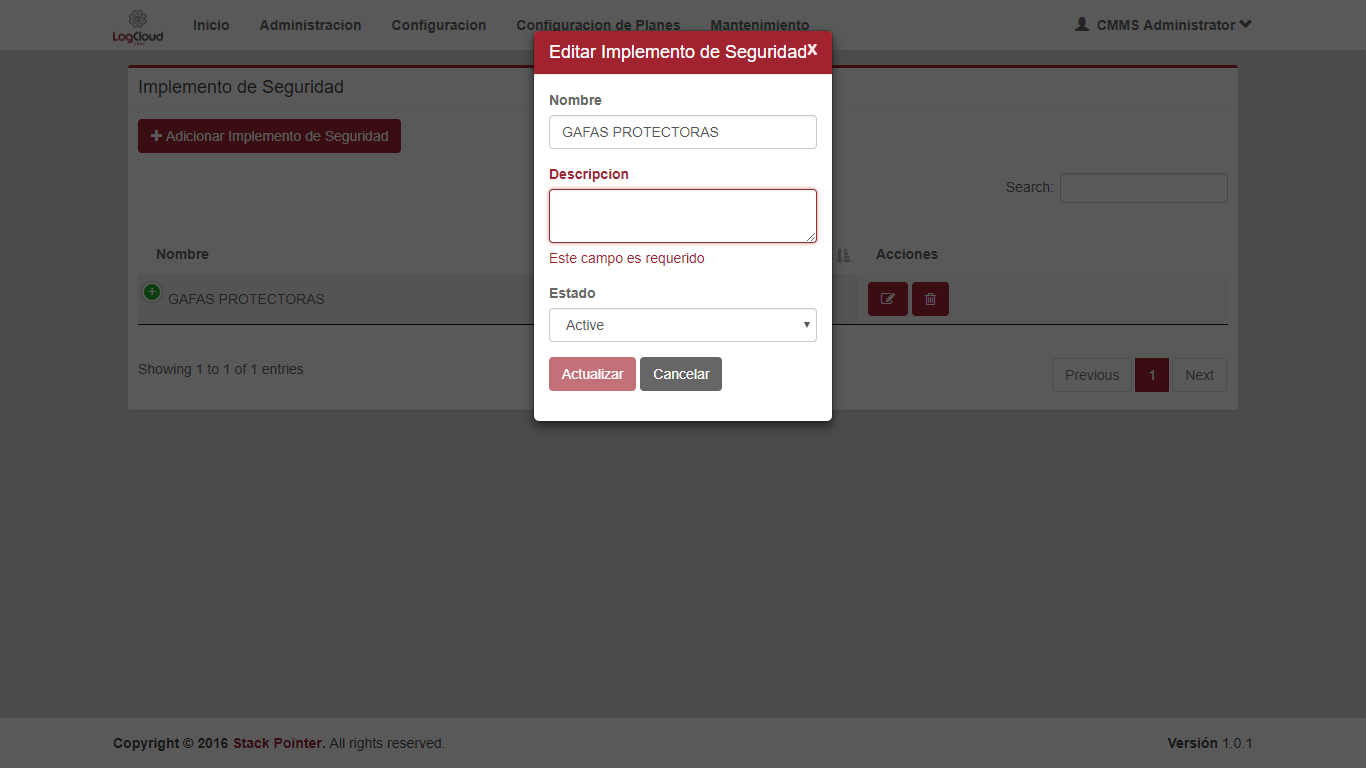 LogCloud
Inicio Administracion Configuracion Configuracion de Planes Mantenimiento CMMS Administrator
Editar Implemento de Seguridad x
Implemento de Seguridad
Nombre
GAFAS PROTECTORAS
Adicionar Implemento de Seguridad
Descripcion
Search:
Este campo es requerido
Nombre Acciones
Estado
GAFAS PROTECTORAS
Active
Showing 1 to 1 of 1 entries
Actualizar Cancelar
Previous 1 Next
Copyright © 2016 Stack Pointer. All rights reserved. Versión 1.0.1